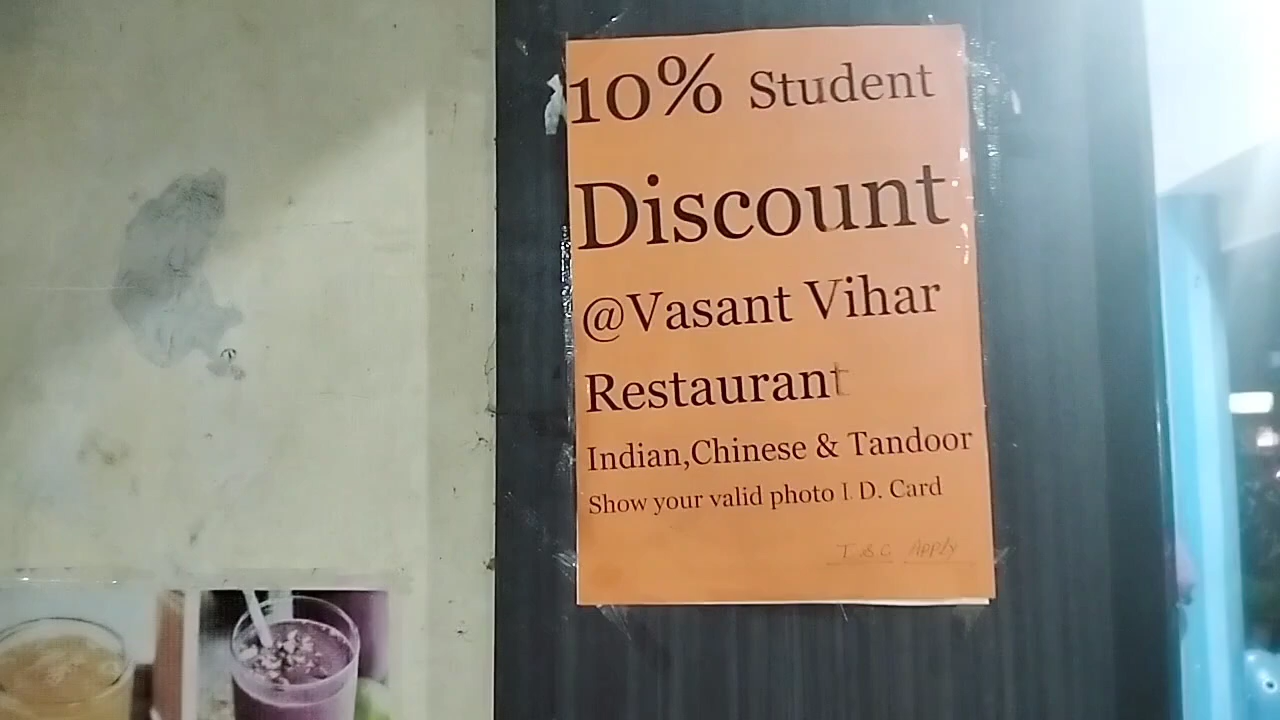 10% Student
Discount
@Vasant Vihar
Restaurant
Indian,Chinese & Tandoor
Show your valid photo I.D. Card
T & C APPLY